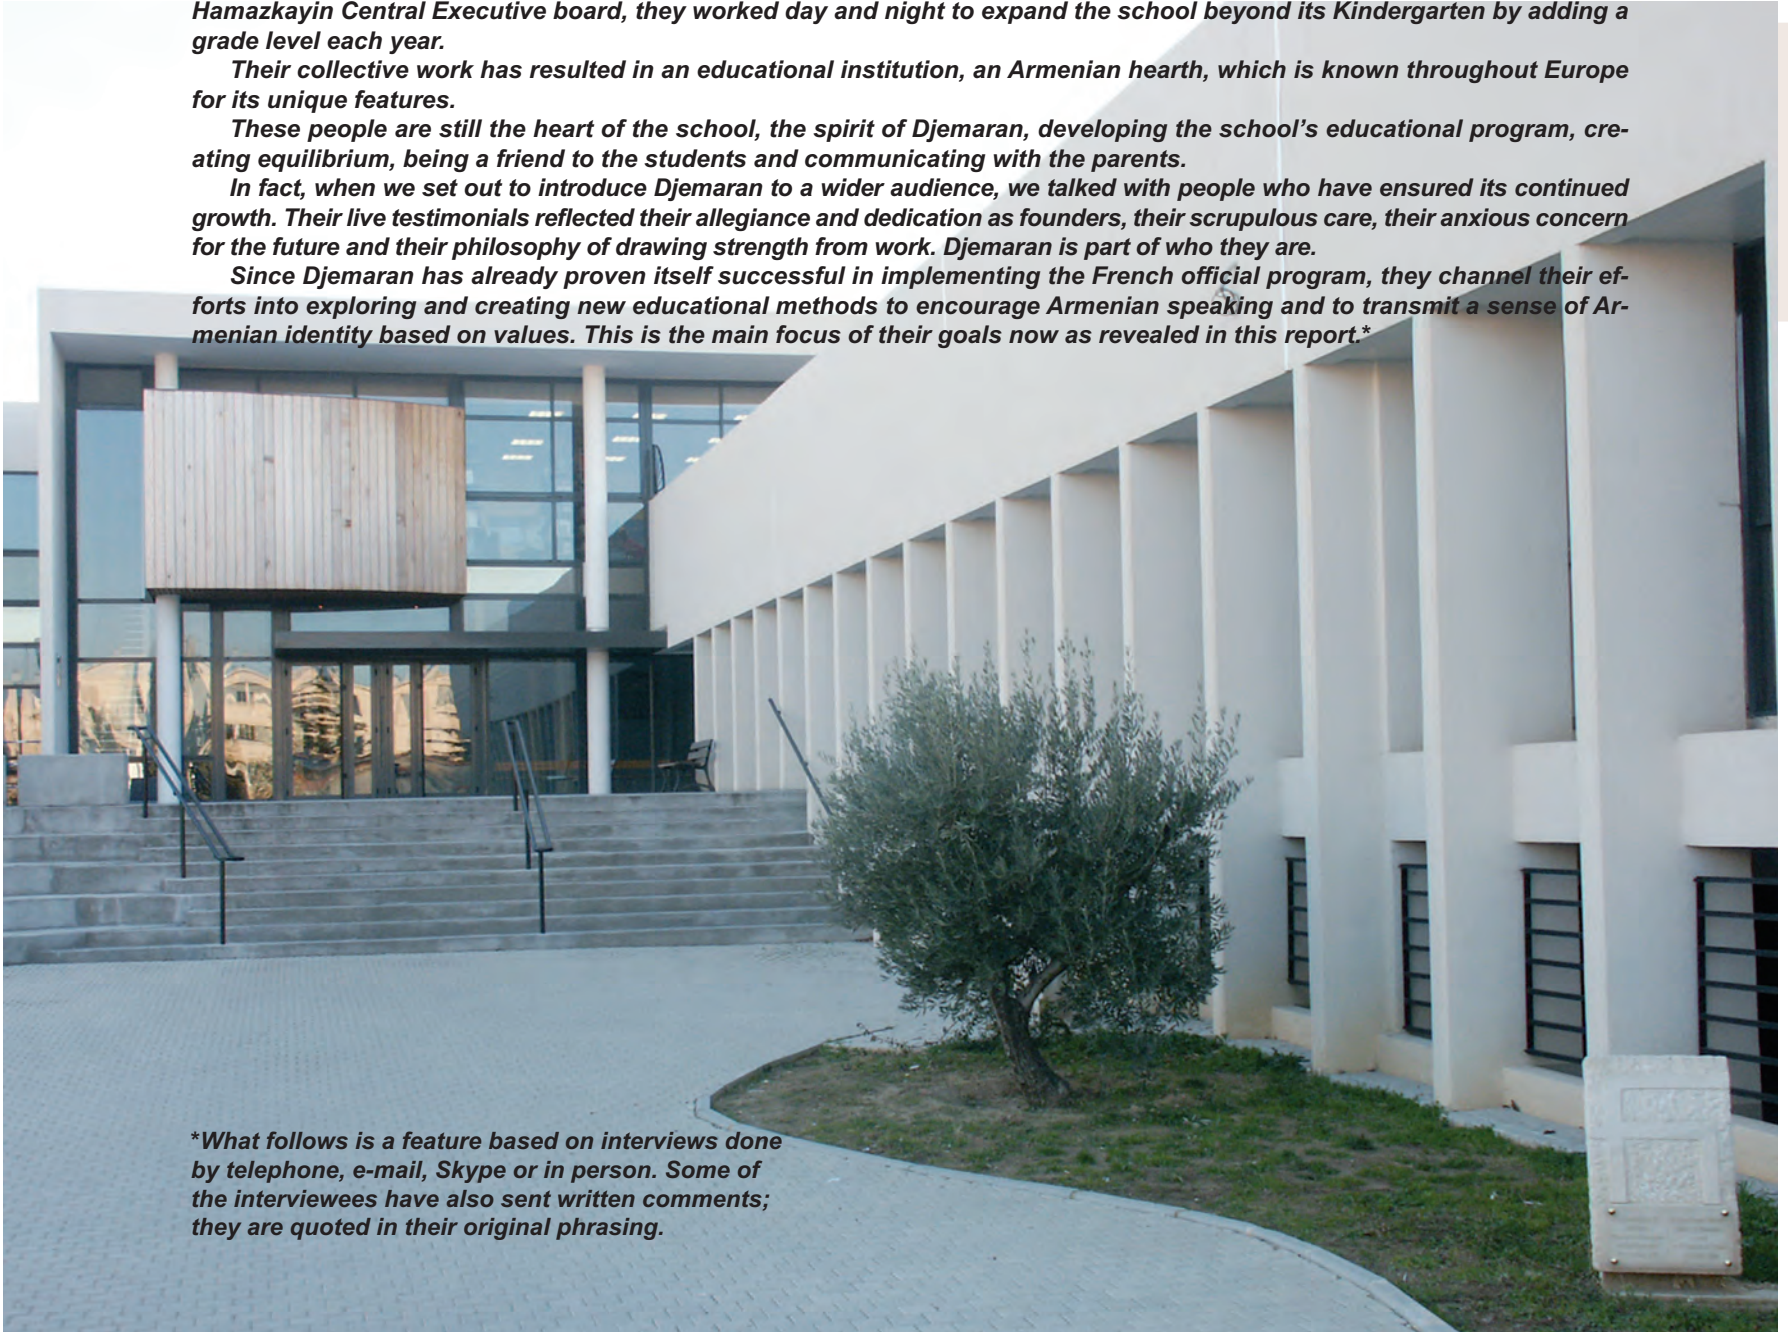 Hamazkayin Central Executive board, they worked day and night to expand the school beyond its Kindergarten by adding a
grade level each year.
Their collective work has resulted in an educational institution, an Armenian hearth, which is known throughout Europe
for its unique features.
These people are still the heart of the school, the spirit of Djemaran, developing the school's educational program, cre-
ating equilibrium, being a friend to the students and communicating with the parents.
In fact, when we set out to introduce Djemaran to a wider audience, we talked with people who have ensured its continued
growth. Their live testimonials reflected their allegiance and dedication as founders, their scrupulous care, their anxious concern
for the future and their philosophy of drawing strength from work. Djemaran is part of who they are.
Since Djemaran has already proven itself successful in implementing the French official program, they channel their ef-
forts into exploring and creating new educational methods to encourage Armenian speaking and to transmit a sense of Ar-
menian identity based on values. This is the main focus of their goals now as revealed in this report.*
*What follows is a feature based on interviews done
by telephone, e-mail, Skype or in person. Some of
the interviewees have also sent written comments;
they are quoted in their original phrasing.